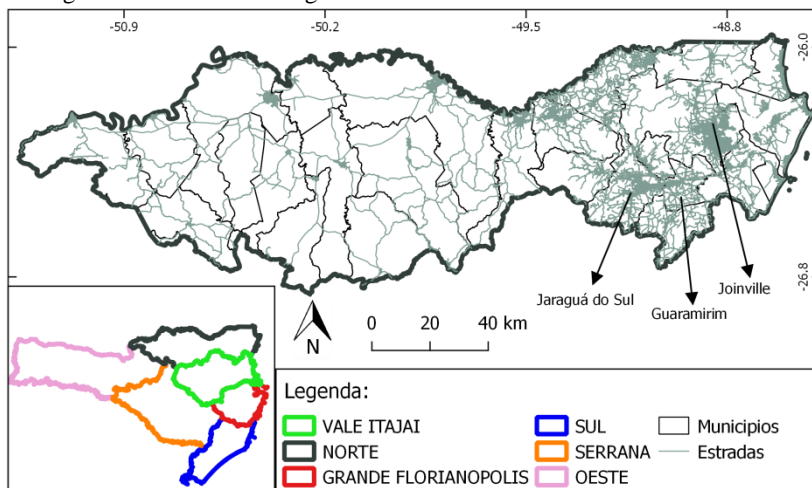 -50.9 -50.2 -49.5 -48.8
-26.0
-26.8
Joinville
Jaraguá do Sul
Guaramirim
0 20 40 km
N
Legenda:
VALE ITAJAI SUL Municipios
NORTE SERRANA Estradas
GRANDE FLORIANOPOLIS OESTE